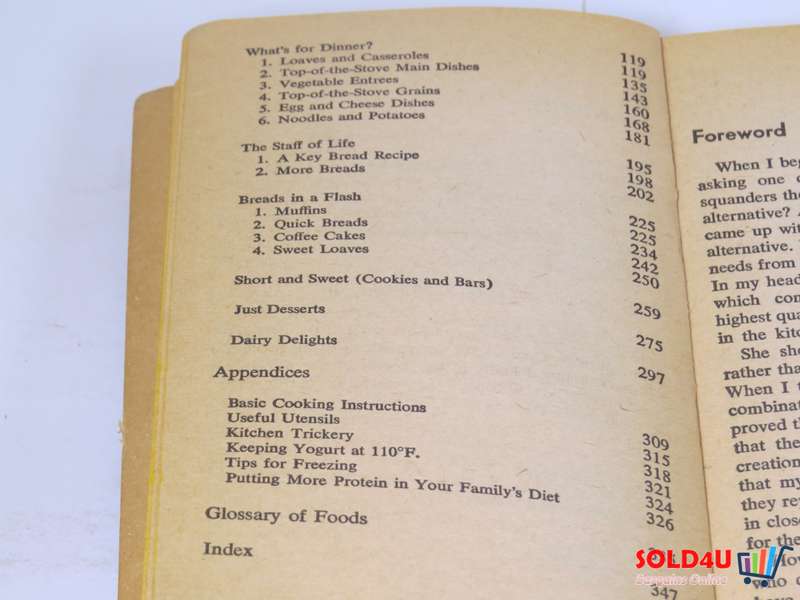 What's for Dinner? 119
1. Loaves and Casseroles 119
2. Top-of-the-Stove Main Dishes 135
3. Vegetable Entrees 143
4. Top-of-the-Stove Grains 160
5. Egg and Cheese Dishes 168
6. Noodles and Potatoes 181
The Staff of Life 195
1. A Key Bread Recipe 198
2. More Breads 202
Breads in a Flash 225
1. Muffins 225
2. Quick Breads 234
3. Coffee Cakes 242
4. Sweet Loaves 250
Short and Sweet (Cookies and Bars) 259
Just Desserts 275
Dairy Delights 297
Appendices
Basic Cooking Instructions 309
Useful Utensils 315
Kitchen Trickery 318
Keeping Yogurt at 110°F. 321
Tips for Freezing 324
Putting More Protein in Your Family's Diet 326
Glossary of Foods
Index 347
Foreword
When I beg
asking one
squanders the
alternative?
came up wit
alternative.
needs from
In my head
which con
highest qua
in the kitc
She sho
rather tha
When I
combinat
proved th
that the
creation
that my
they re
in close
for the
who
SOLD4U
Bargains Online